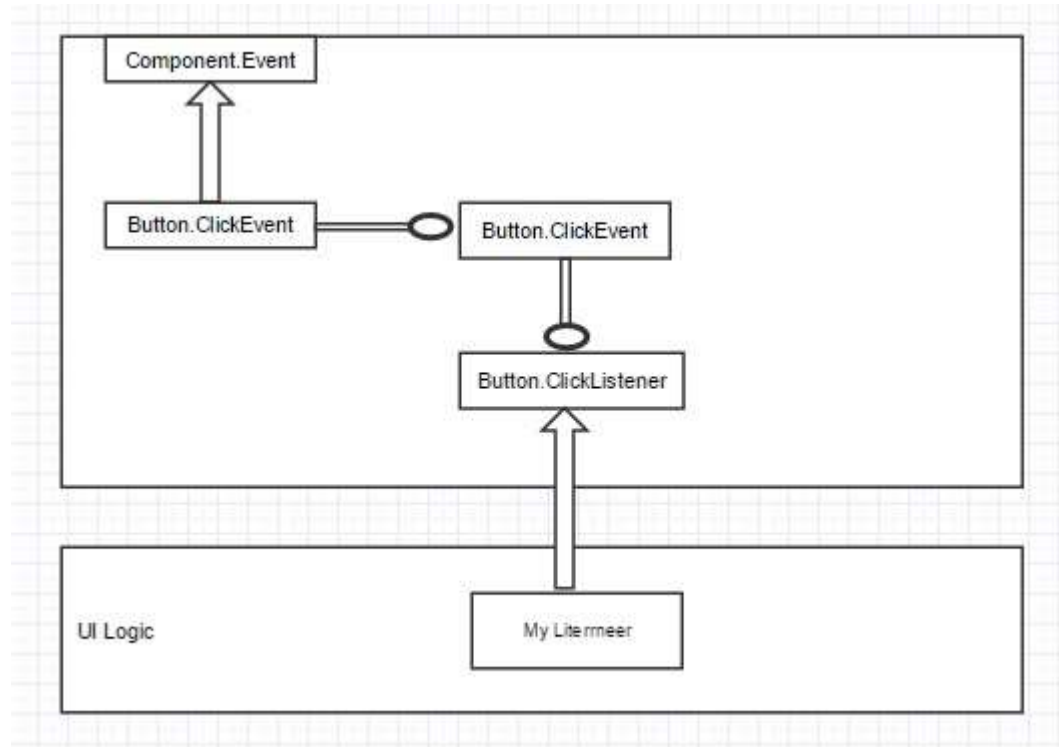 Component.Event
Button.ClickEvent
Button.ClickEvent
Button.ClickListener
UI Logic
My Litermeer